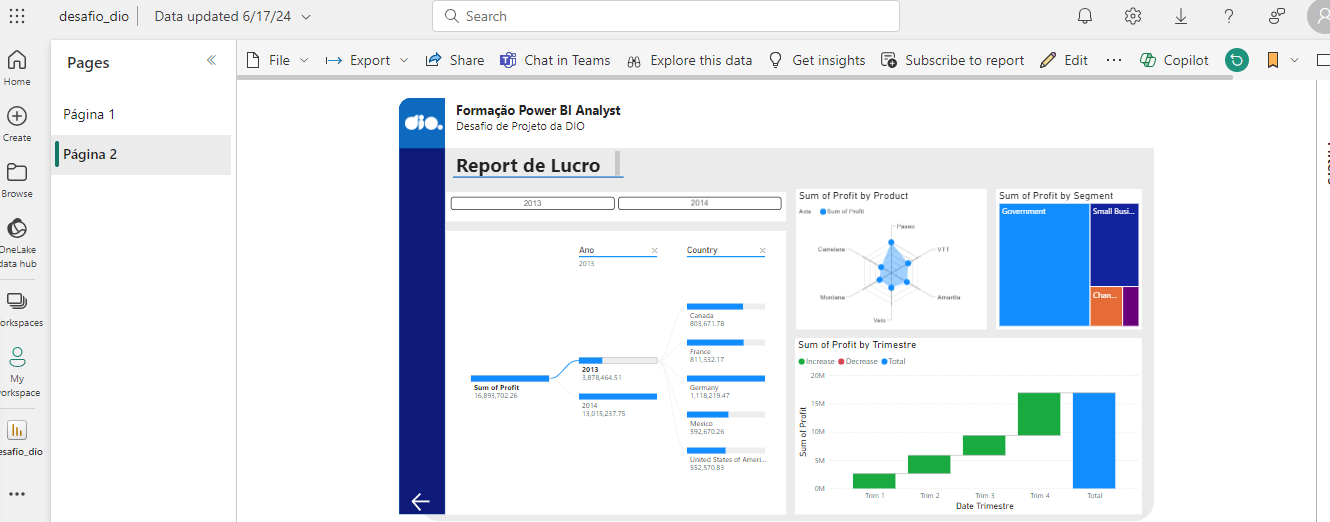 desafio_dio
Data updated 6/17/24
Search
Pages
Página 1
Página 2
Home
Create
Browse
OneLake
data hub
orkspaces
My
workspace
esafio_dio
File
Export
Share
Chat in Teams
Explore this data
Get insights
Subscribe to report
Edit
Copilot
dio.
Formação Power BI Analyst
Desafio de Projeto da DIO
Report de Lucro
2013
2014
Ano
2013
Country
Sum of Profit
16,893,702.26
2013
3,878,464.51
2014
13,015,237.75
Canada
803,671.78
France
811,332.17
Germany
1,118,219.47
Mexico
592,670.26
United States of Ameri...
552,570.83
Sum of Profit by Product
Axis
Sum of Profit
Paseo
VTT
Amarilla
Velo
Montana
Carretera
Sum of Profit by Segment
Government
Small Busi...
Chan...
Sum of Profit by Trimestre
Increase
Decrease
Total
Sum of Profit
20M
15M
10M
5M
0M
Trim 1
Trim 2
Trim 3
Trim 4
Total
Date Trimestre